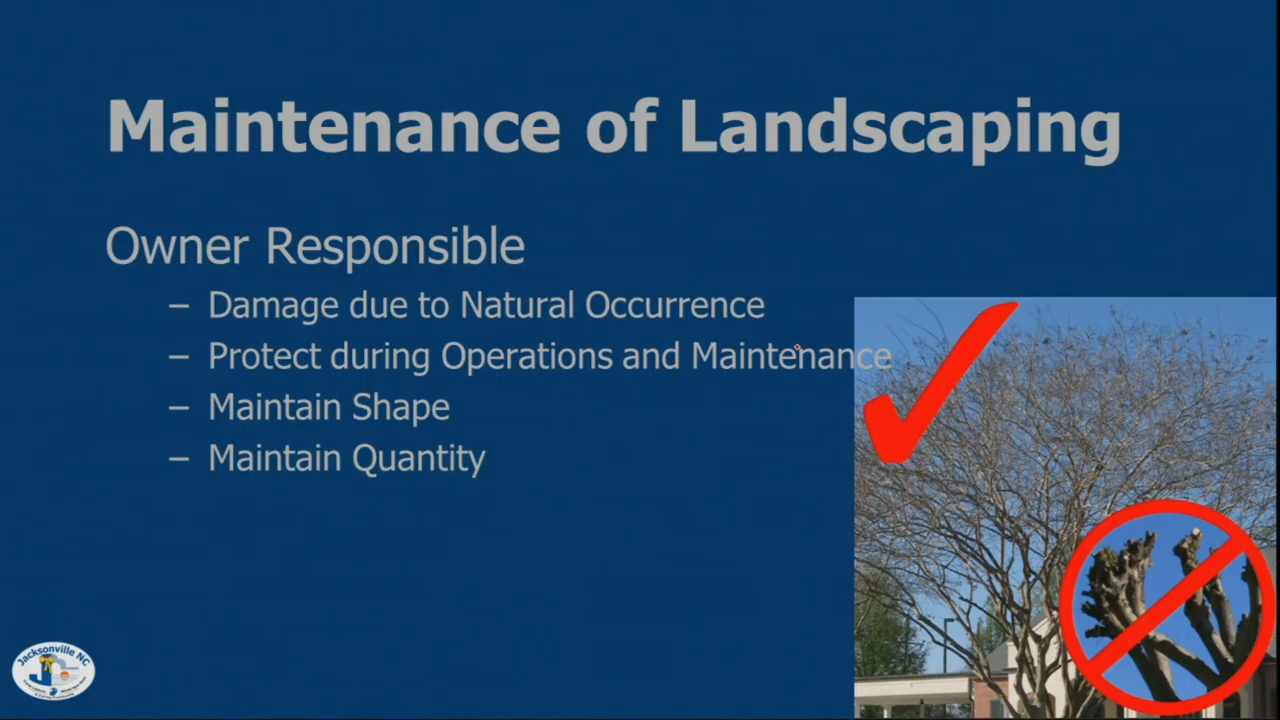 Maintenance of Landscaping
Owner Responsible
– Damage due to Natural Occurrence
– Protect during Operations and Maintenance
– Maintain Shape
– Maintain Quantity
Jacksonville NC